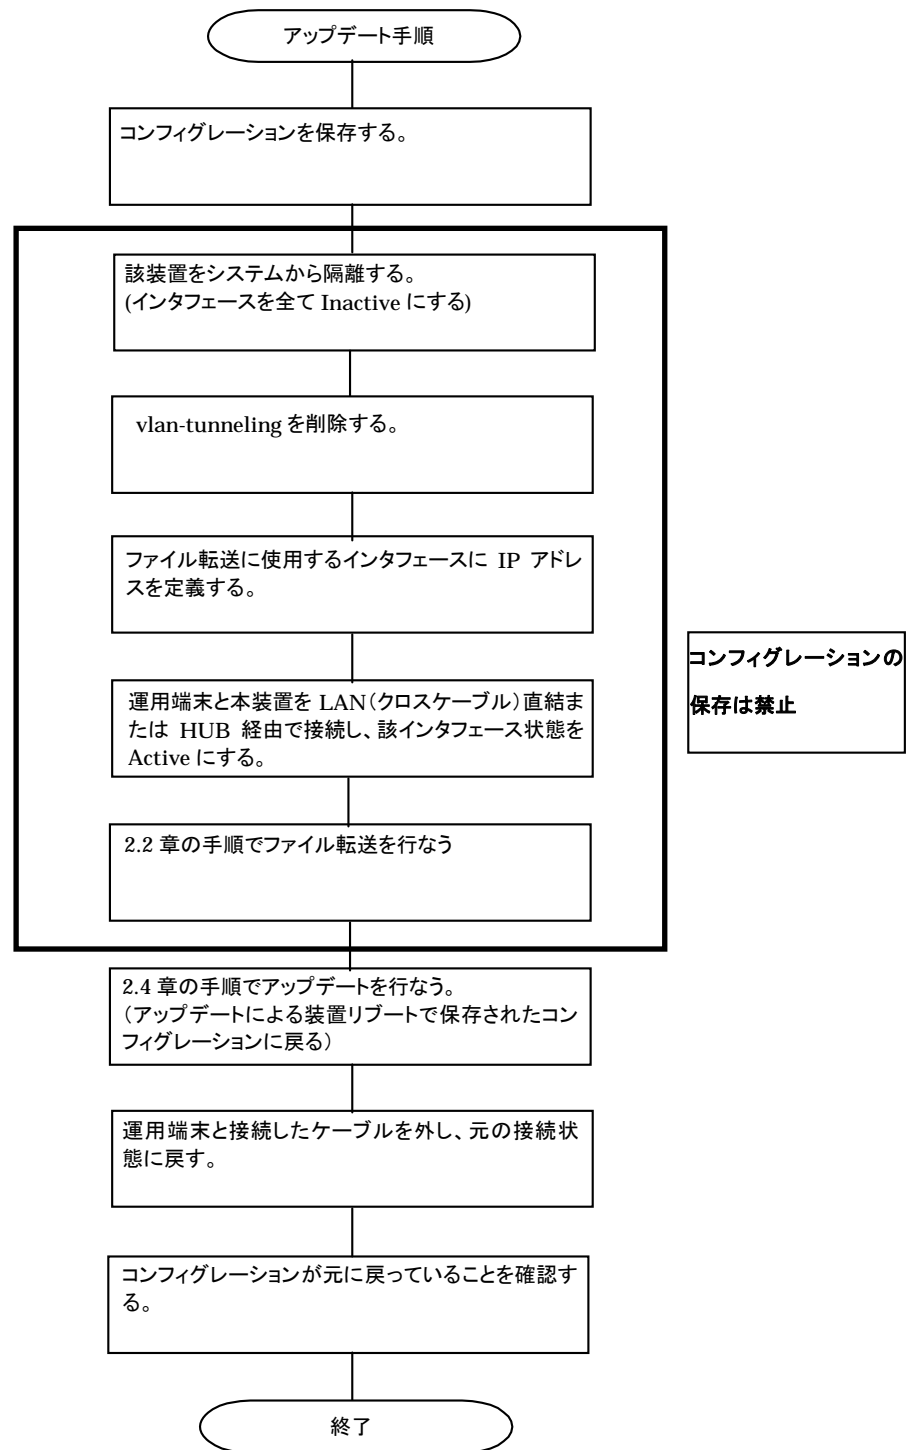 アップデート手順
コンフィグレーションを保存する。
該装置をシステムから隔離する。
(インタフェースを全て Inactive にする)
vlan-tunneling を削除する。
ファイル転送に使用するインタフェースに IP アドレ
スを定義する。
運用端末と本装置を LAN(クロスケーブル)直結ま
たは HUB 経由で接続し、該インタフェース状態を
Active にする。
2.2 章の手順でファイル転送を行なう
コンフィグレーションの
保存は禁止
2.4 章の手順でアップデートを行なう。
(アップデートによる装置リブートで保存されたコン
フィグレーションに戻る)
運用端末と接続したケーブルを外し、元の接続状
態に戻す。
コンフィグレーションが元に戻っていることを確認す
る。
終了